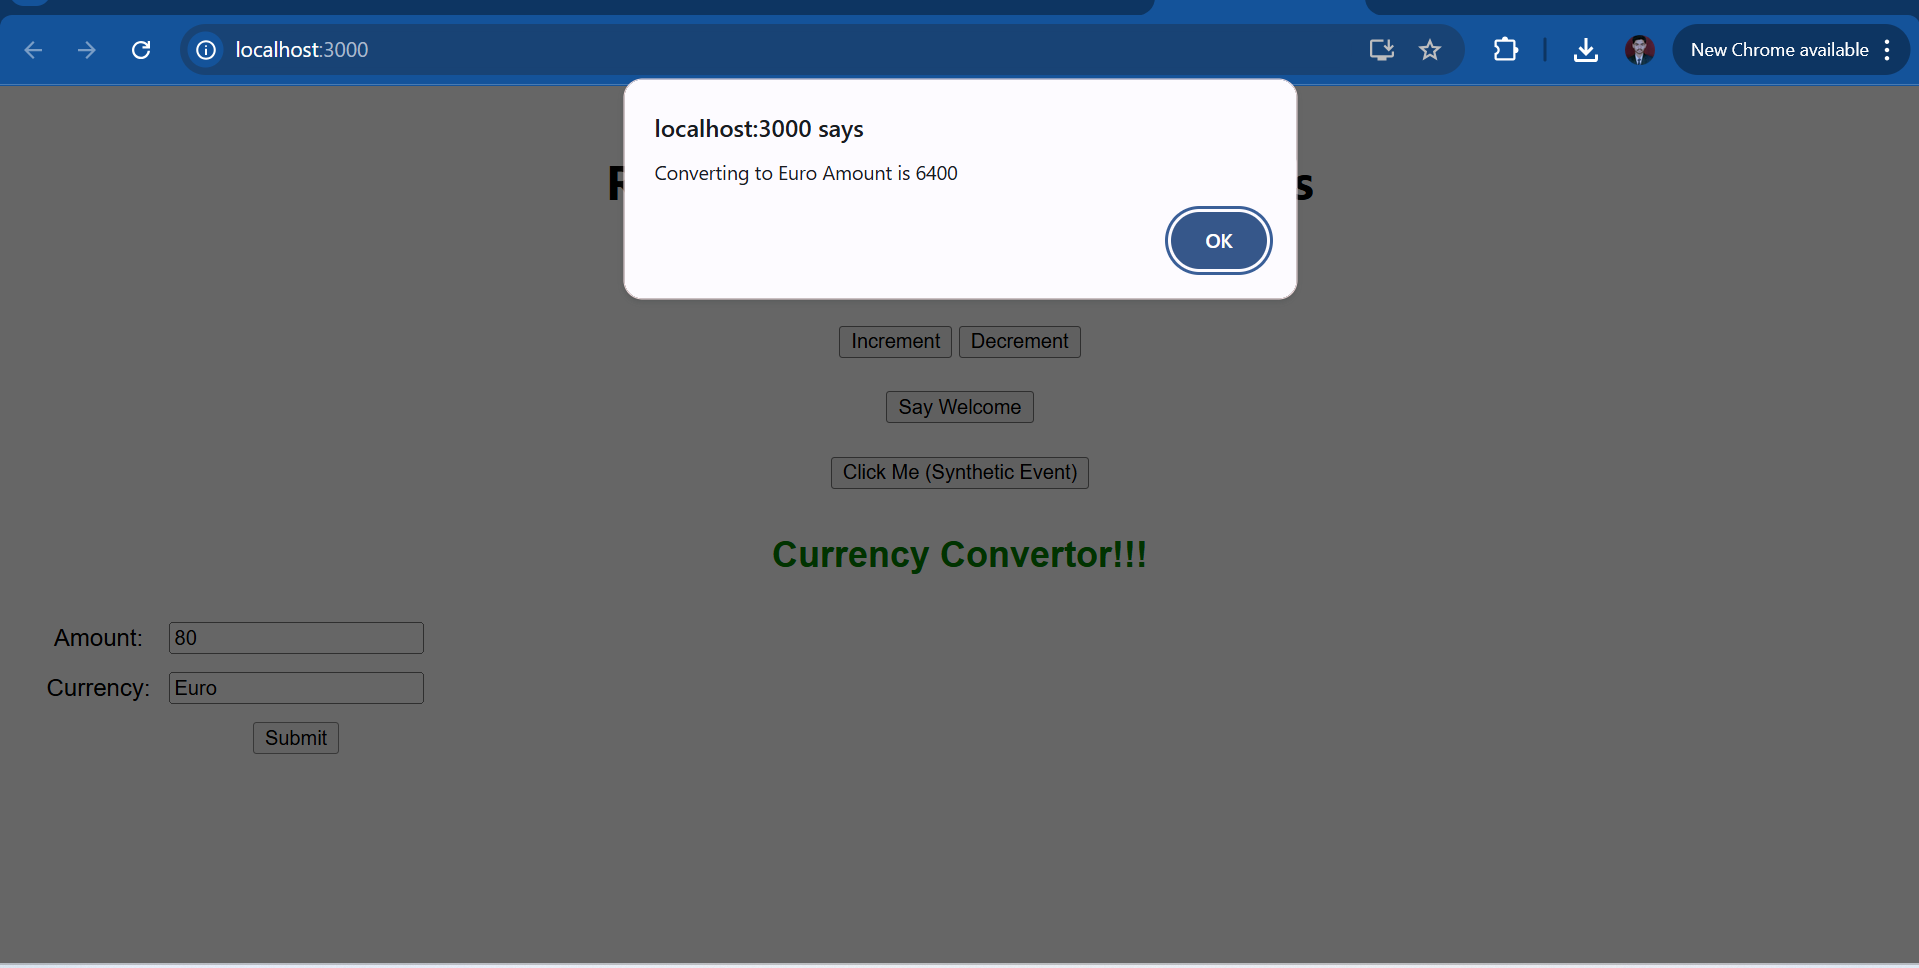 localhost:3000
New Chrome available
localhost:3000 says
Converting to Euro Amount is 6400
OK
Increment Decrement
Say Welcome
Click Me (Synthetic Event)
Currency Convertor!!!
Amount: 80
Currency: Euro
Submit